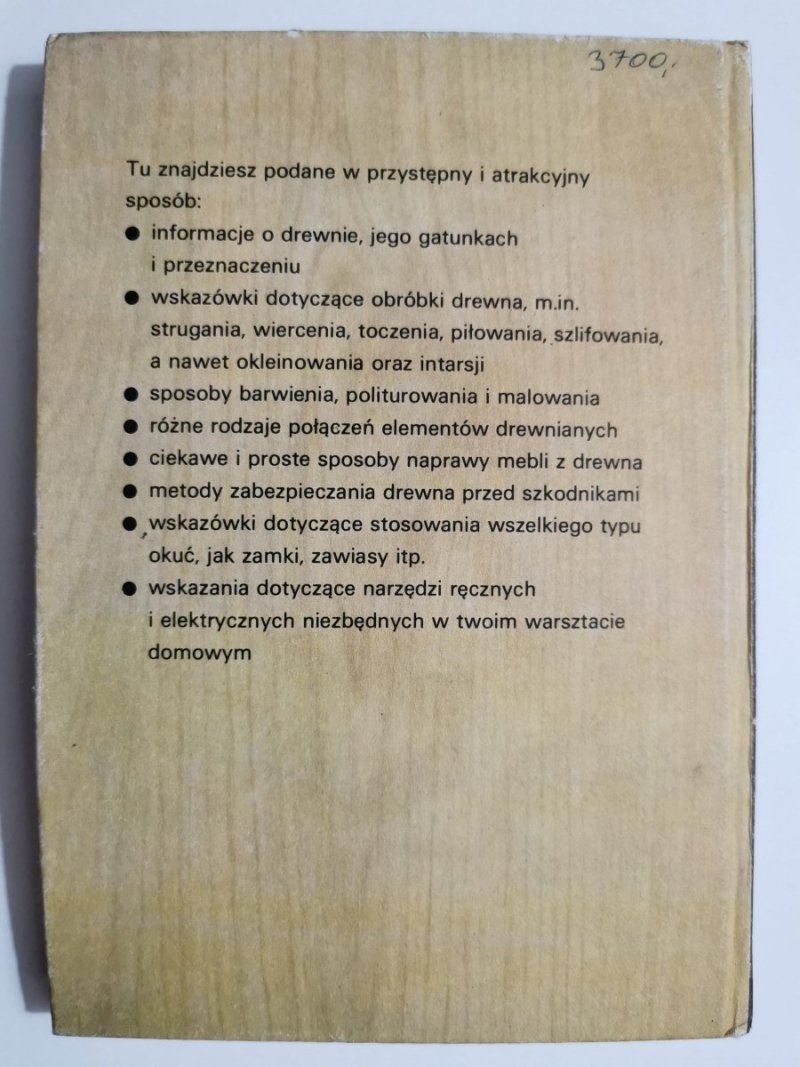 3700,-
Tu znajdziesz podane w przystępny i atrakcyjny
sposób:
● informacje o drewnie, jego gatunkach
i przeznaczeniu
● wskazówki dotyczące obróbki drewna, m.in.
strugania, wiercenia, toczenia, piłowania, szlifowania,
a nawet okleinowania oraz intarsji
● sposoby barwienia, politurowania i malowania
● różne rodzaje połączeń elementów drewnianych
● ciekawe i proste sposoby naprawy mebli z drewna
● metody zabezpieczania drewna przed szkodnikami
● wskazówki dotyczące stosowania wszelkiego typu
okuć, jak zamki, zawiasy itp.
● wskazania dotyczące narzędzi ręcznych
i elektrycznych niezbędnych w twoim warsztacie
domowym